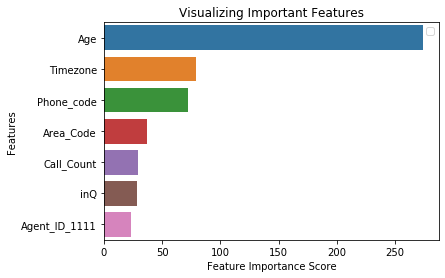 Visualizing Important Features
Age
Timezone
Phone_code
Area_Code
Call_Count
inQ
Agent_ID_1111
Features
0 50 100 150 200 250
Feature Importance Score